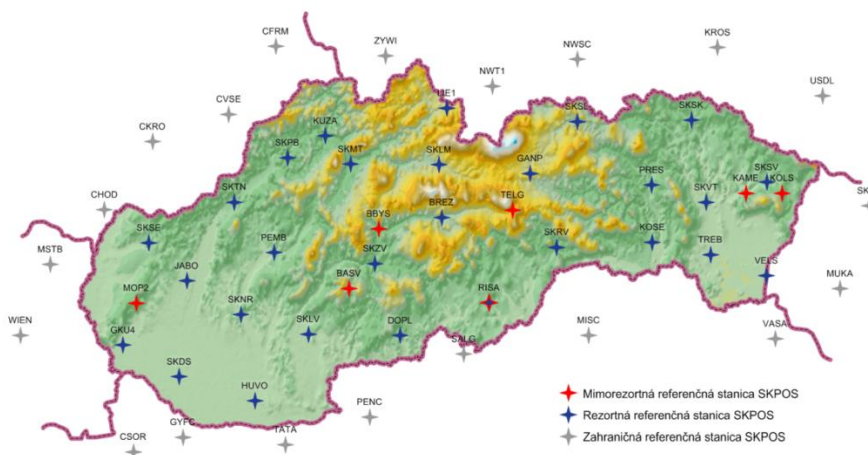 CFRM
KROS
ZYWI
NWSC
NWT1
USDL
CVSE
LIE1
SKSL
SKSK
KUZA
CKRO
SKPB
SKMT
SKLM
GANP
PRES
SKSV
KAME
KOLS
SK
SKTN
SKVT
CHOD
TELG
BREZ
BBYS
SKSE
PEMB
SKZV
SKRV
KOSE
TREB
MSTB
JABO
VELS
MUKA
BASV
MOP2
RISA
SKNR
WIEN
GKU4
SKLV
DOPL
MISC
VASA
SALG
SKDS
HUVO
PENC
GYFC
TATA
CSOR
Mimorezortná referenčná stanica SKPOS
Rezortná referenčná stanica SKPOS
Zahraničná referenčná stanica SKPOS